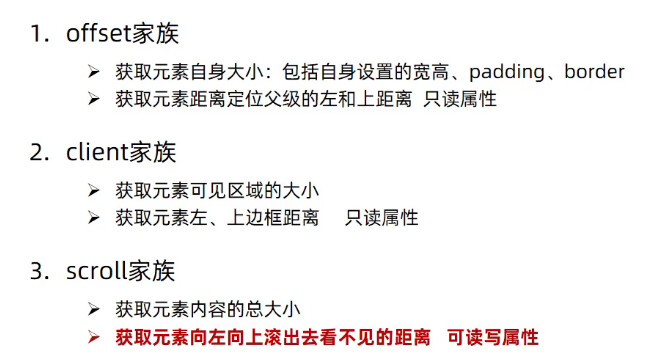 1. offset家族
➢ 获取元素自身大小：包括自身设置的宽高、padding、border
➢ 获取元素距离定位父级的左和上距离 只读属性
2. client家族
➢ 获取元素可见区域的大小
➢ 获取元素左、上边框距离 只读属性
3. scroll家族
➢ 获取元素内容的总大小
➢ 获取元素向左向上滚出去看不见的距离 可读写属性